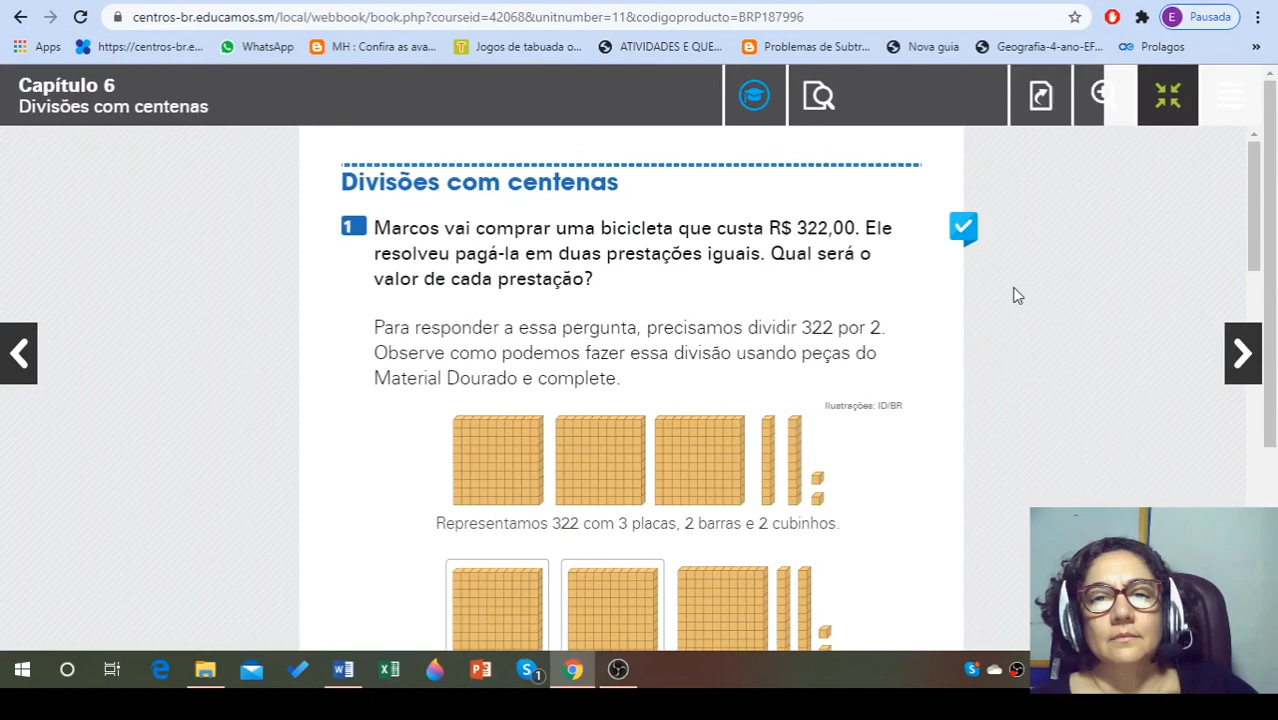 centros-br.educamos.sm/local/webbook/book.php?courseid=42068&unitnumber=11&codigoproducto=BRP187996
E Pausada
Apps https://centros-br.e... WhatsApp MH : Confira as ava... Jogos de tabuada o... ATIVIDADES E QUE... Problemas de Subtr... Nova guia Geografia-4-ano-EF... Prolagos »
Capítulo 6
Divisões com centenas
Divisões com centenas
1 Marcos vai comprar uma bicicleta que custa R$ 322,00. Ele
resolveu pagá-la em duas prestações iguais. Qual será o
valor de cada prestação?
Para responder a essa pergunta, precisamos dividir 322 por 2.
Observe como podemos fazer essa divisão usando peças do
Material Dourado e complete.
Ilustrações: ID/BR
Representamos 322 com 3 placas, 2 barras e 2 cubinhos.
1